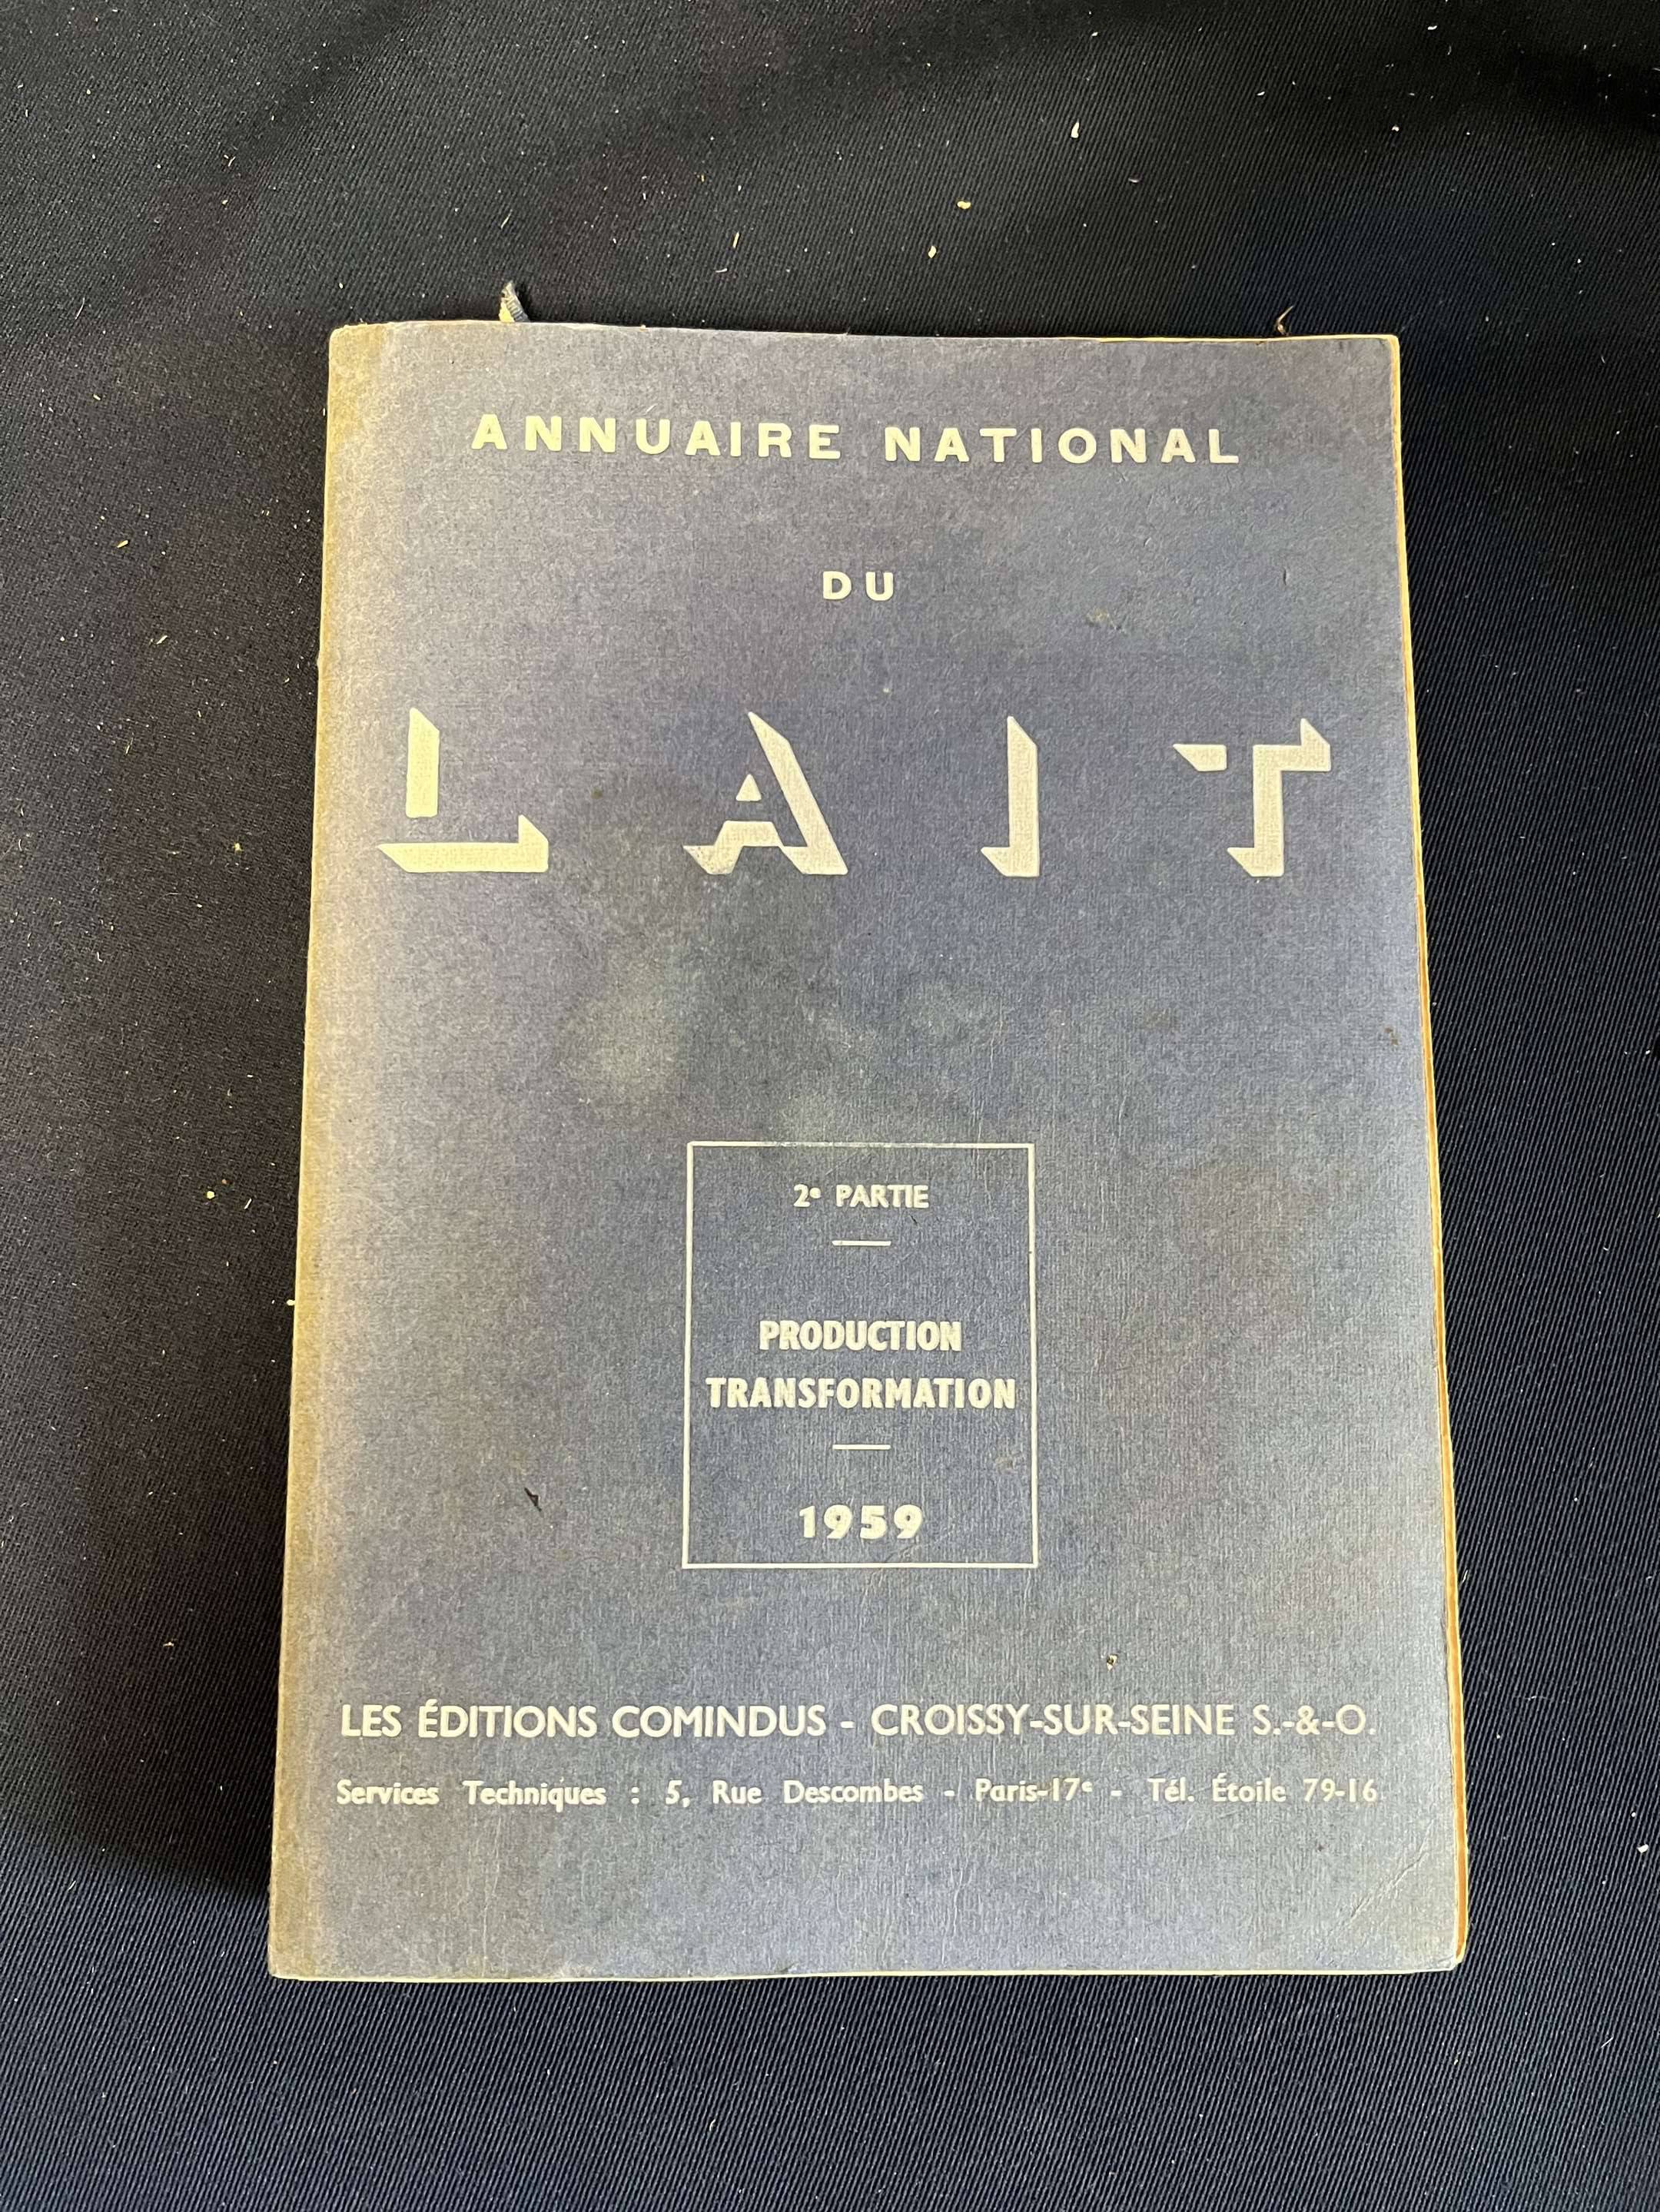 ANNUAIRE NATIONAL
DU
LAIT
2e PARTIE
PRODUCTION
TRANSFORMATION
1959
LES ÉDITIONS COMINDUS - CROISSY-SUR-SEINE S.-&-O.
Services Techniques : 5, Rue Descombes - Paris-17e - Tél. Étoile 79-16